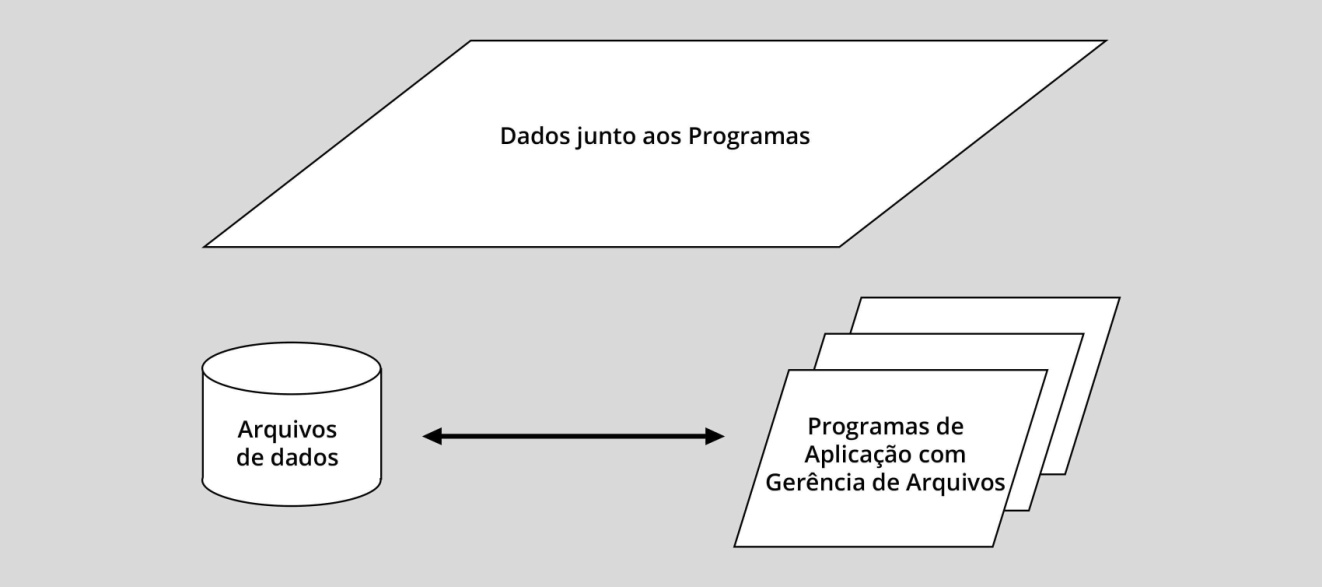 Dados junto aos Programas
Arquivos
de dados
Programas de
Aplicação com
Gerência de Arquivos